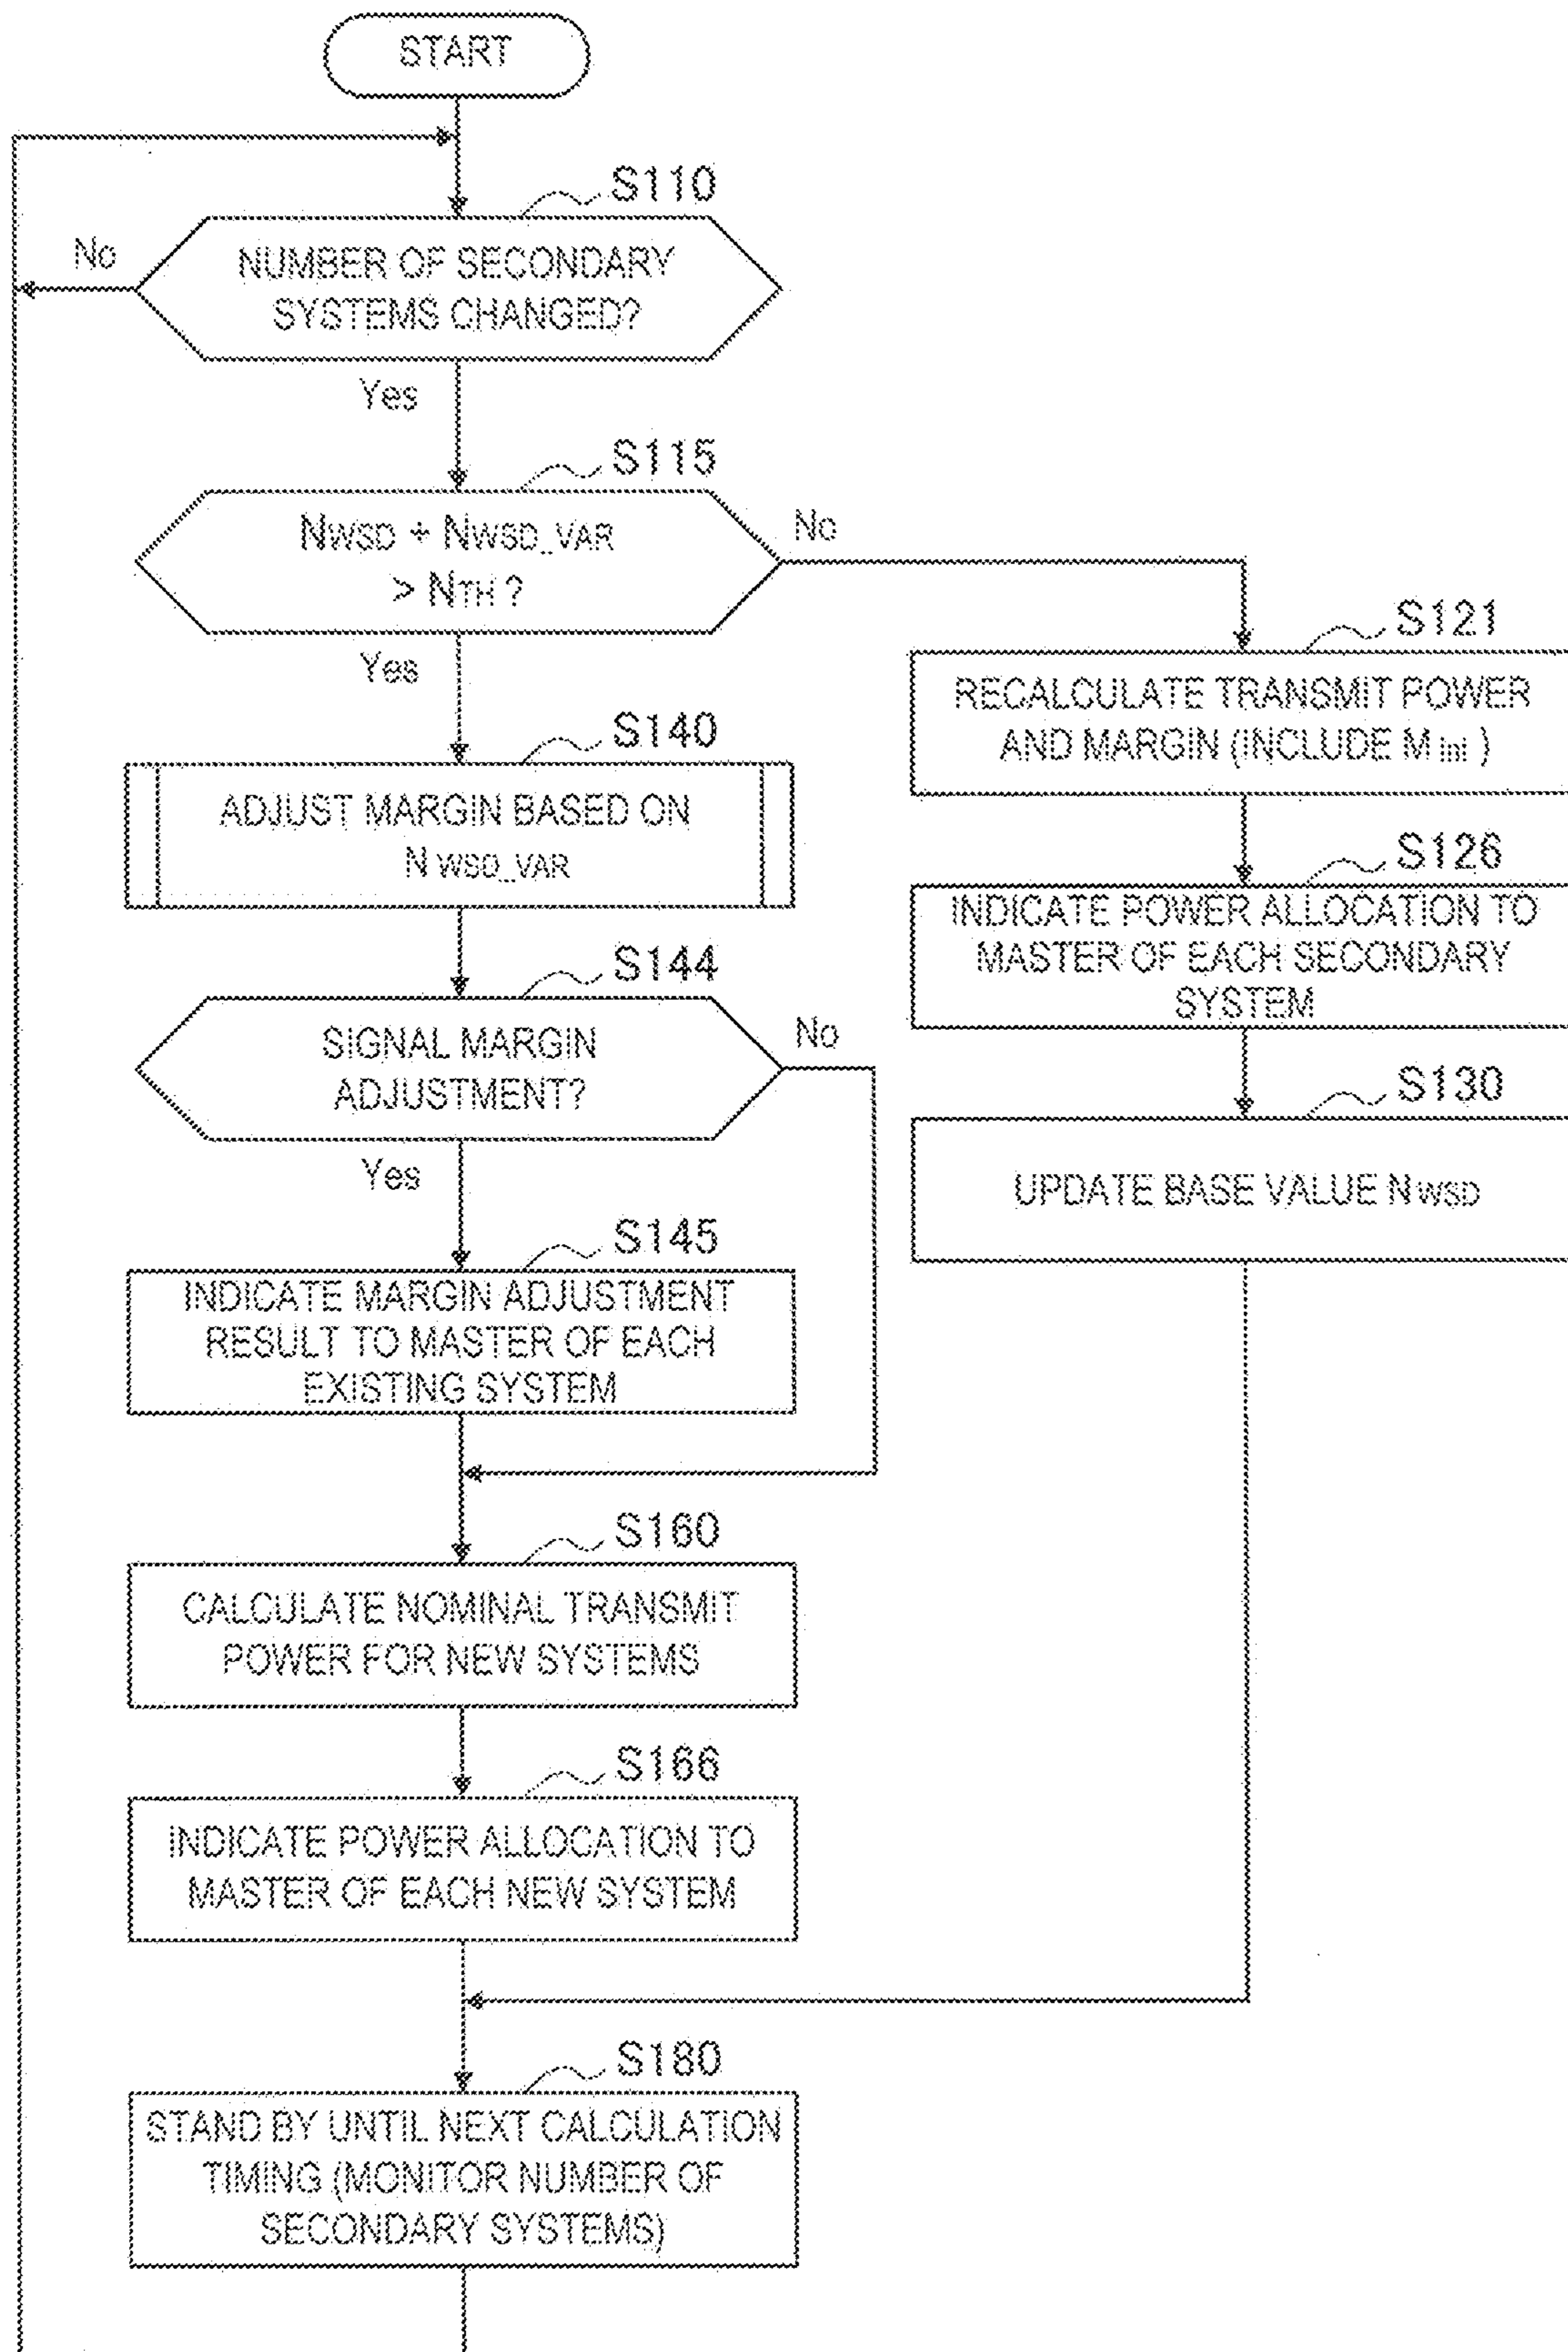 START
S110
No
NUMBER OF SECONDARY
SYSTEMS CHANGED?
Yes
S115
NWSD + NWSD_VAR
> NTH ?
No
Yes
S121
RECALCULATE TRANSMIT POWER
AND MARGIN (INCLUDE M ini )
S140
ADJUST MARGIN BASED ON
N WSD_VAR
S126
INDICATE POWER ALLOCATION TO
MASTER OF EACH SECONDARY
SYSTEM
S144
SIGNAL MARGIN
ADJUSTMENT?
No
Yes
S130
UPDATE BASE VALUE NWSD
S145
INDICATE MARGIN ADJUSTMENT
RESULT TO MASTER OF EACH
EXISTING SYSTEM
S160
CALCULATE NOMINAL TRANSMIT
POWER FOR NEW SYSTEMS
S166
INDICATE POWER ALLOCATION TO
MASTER OF EACH NEW SYSTEM
S180
STAND BY UNTIL NEXT CALCULATION
TIMING (MONITOR NUMBER OF
SECONDARY SYSTEMS)